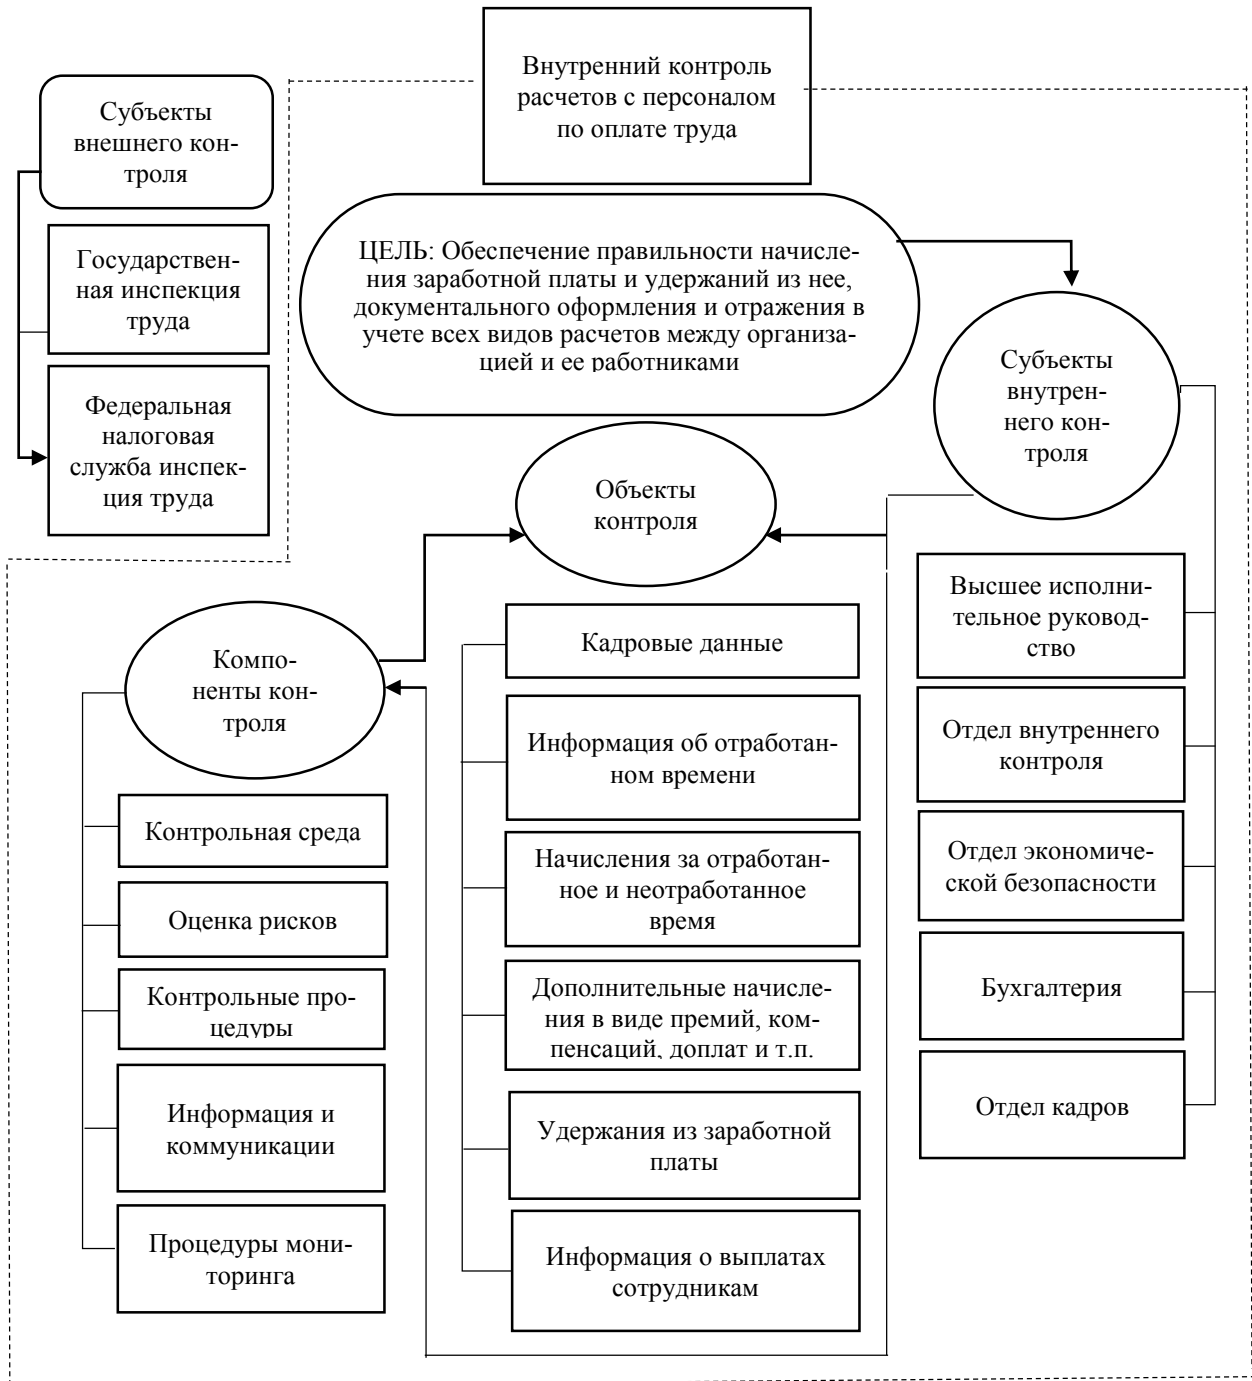 Внутренний контроль
расчетов с персоналом
по оплате труда
Субъекты
внешнего кон-
троля
Государствен-
ная инспекция
труда
Федеральная
налоговая
служба инспек-
ция труда
ЦЕЛЬ: Обеспечение правильности начисле-
ния заработной платы и удержаний из нее,
документального оформления и отражения в
учете всех видов расчетов между организа-
цией и ее работниками
Субъекты
внутрен-
него кон-
троля
Объекты
контроля
Компо-
ненты кон-
троля
Контрольная среда
Оценка рисков
Контрольные про-
цедуры
Информация и
коммуникации
Процедуры мони-
торинга
Кадровые данные
Информация об отработан-
ном времени
Начисления за отработан-
ное и неотработанное
время
Дополнительные начисле-
ния в виде премий, ком-
пенсаций, доплат и т.п.
Удержания из заработной
платы
Информация о выплатах
сотрудникам
Высшее исполни-
тельное руковод-
ство
Отдел внутреннего
контроля
Отдел экономиче-
ской безопасности
Бухгалтерия
Отдел кадров